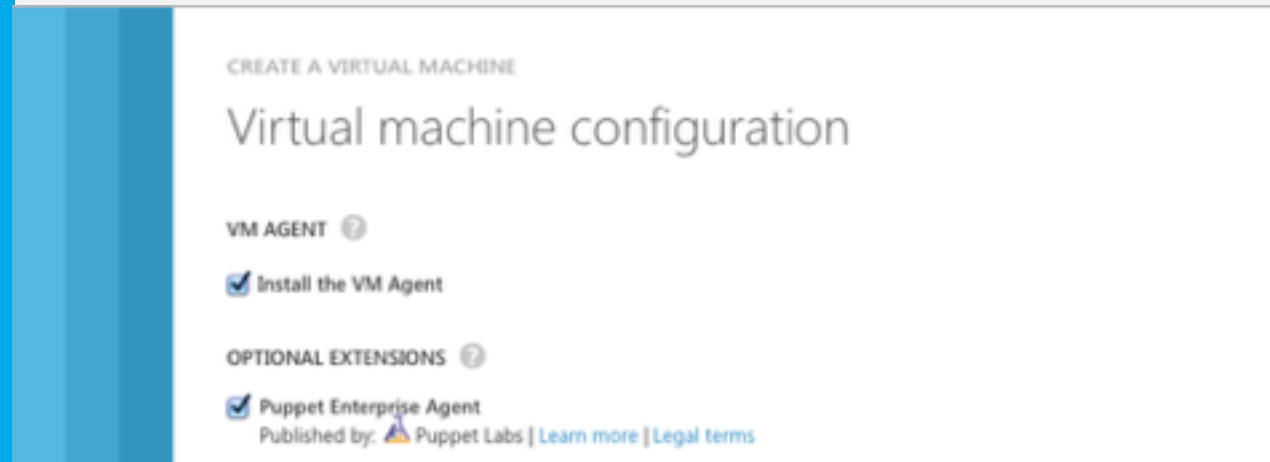 CREATE A VIRTUAL MACHINE
Virtual machine configuration
VM AGENT ?
Install the VM Agent
OPTIONAL EXTENSIONS ?
Puppet Enterprise Agent
Published by: Puppet Labs | Learn more | Legal terms